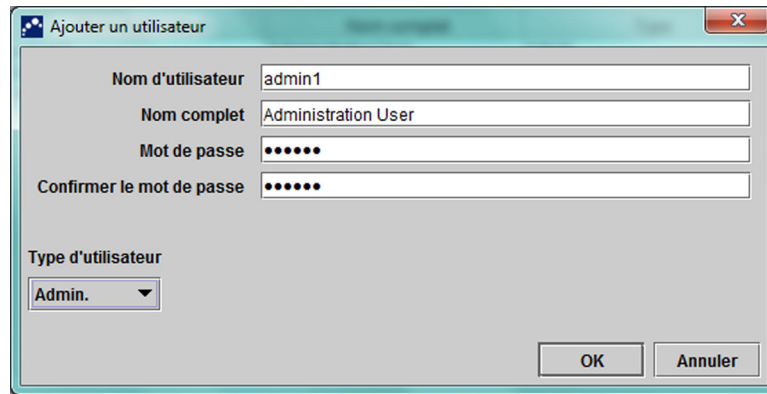 Ajouter un utilisateur
Nom d'utilisateur admin1
Nom complet Administration User
Mot de passe ••••••
Confirmer le mot de passe ••••••
Type d'utilisateur
Admin.
OK Annuler